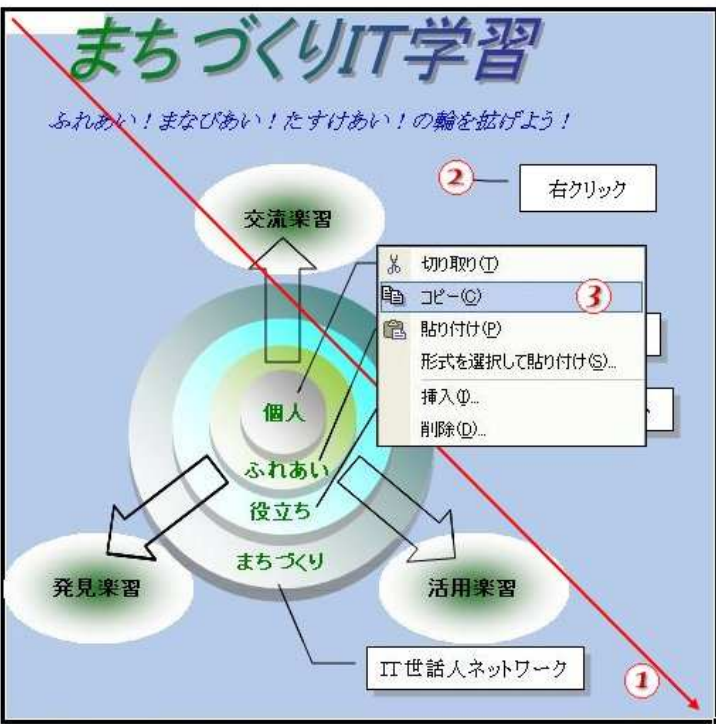 まちづくりIT学習
ふれあい！まなびあい！たすけあい！の輪を拡げよう！
②
右クリック
交流楽習
切り取り(T)
コピー(C)
③
貼り付け(P)
形式を選択して貼り付け(S)...
挿入(I)...
削除(D)...
個人
ふれあい
役立ち
まちづくり
発見楽習
活用楽習
IT世話人ネットワーク
①